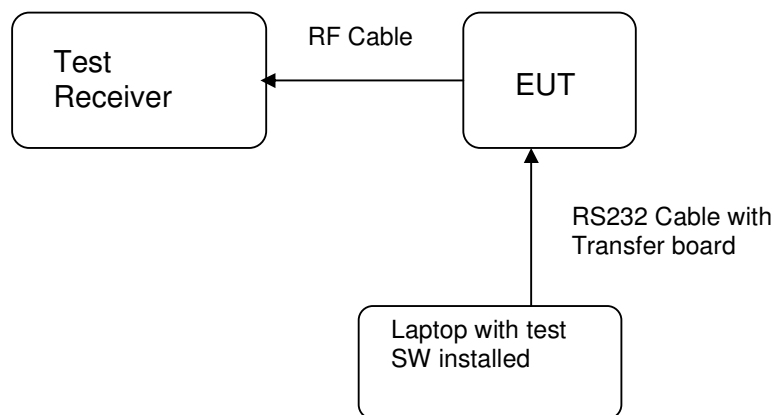 Test
Receiver
RF Cable
EUT
RS232 Cable with
Transfer board
Laptop with test
SW installed